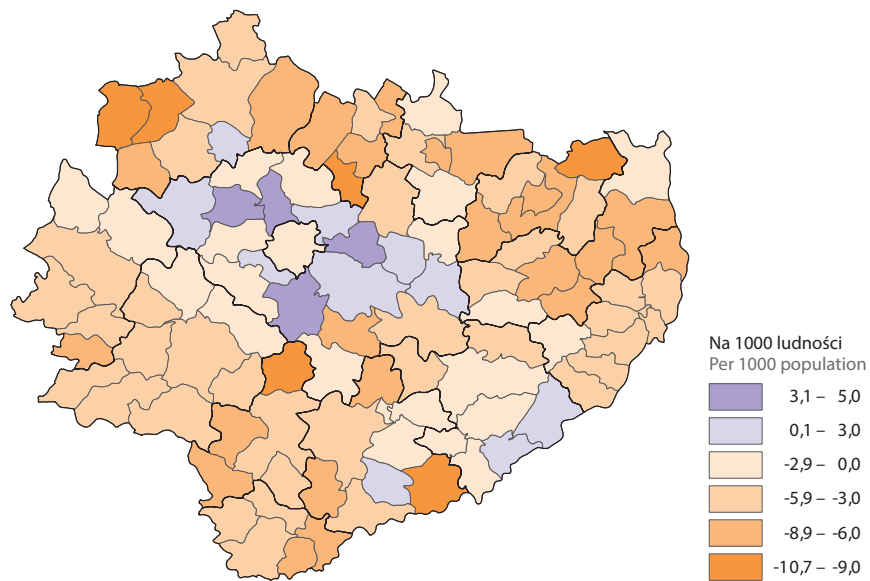 Na 1000 ludności
Per 1000 population
3,1 – 5,0
0,1 – 3,0
-2,9 – 0,0
-5,9 – -3,0
-8,9 – -6,0
-10,7 – -9,0